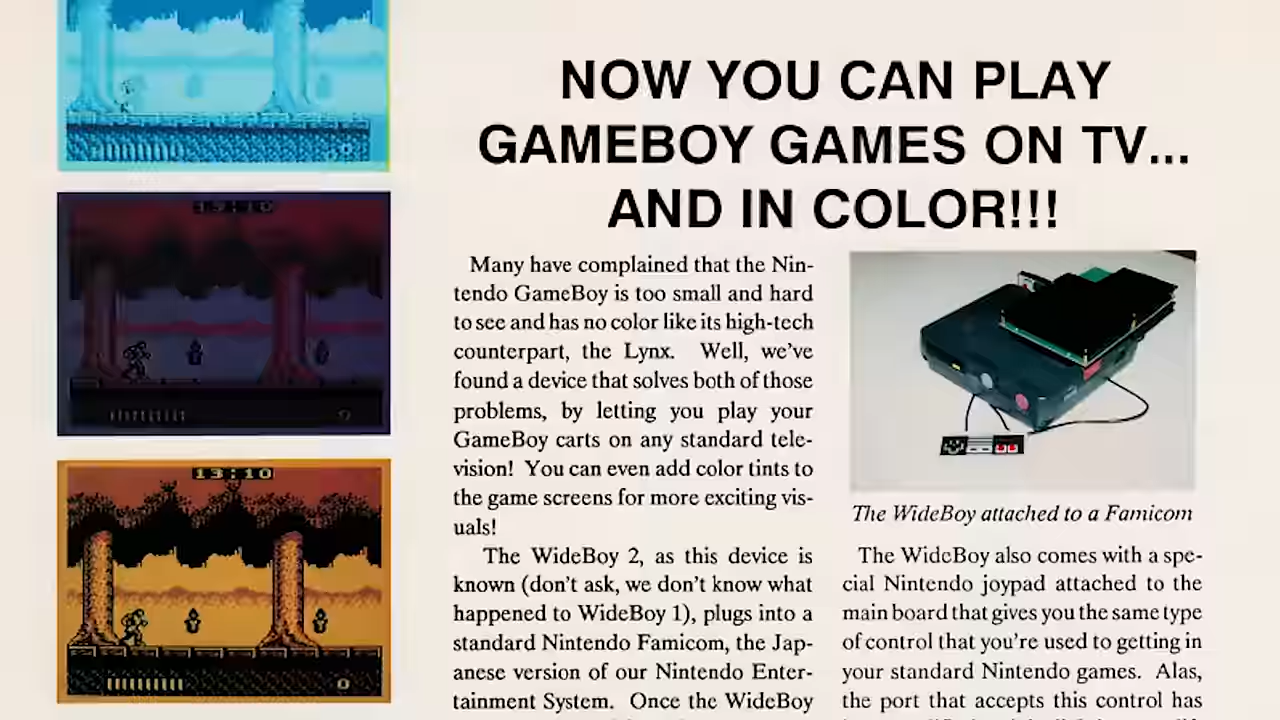 NOW YOU CAN PLAY
GAMEBOY GAMES ON TV...
AND IN COLOR!!!
Many have complained that the Nin-
tendo GameBoy is too small and hard
to see and has no color like its high-tech
counterpart, the Lynx. Well, we've
found a device that solves both of those
problems, by letting you play your
GameBoy carts on any standard tele-
vision! You can even add color tints to
the game screens for more exciting vis-
uals!
The WideBoy 2, as this device is
known (don't ask, we don't know what
happened to WideBoy 1), plugs into a
standard Nintendo Famicom, the Jap-
anese version of our Nintendo Enter-
tainment System. Once the WideBoy
The WideBoy attached to a Famicom
The WideBoy also comes with a spe-
cial Nintendo joypad attached to the
main board that gives you the same type
of control that you're used to getting in
your standard Nintendo games. Alas,
the port that accepts this control has
13:10
13:10
0